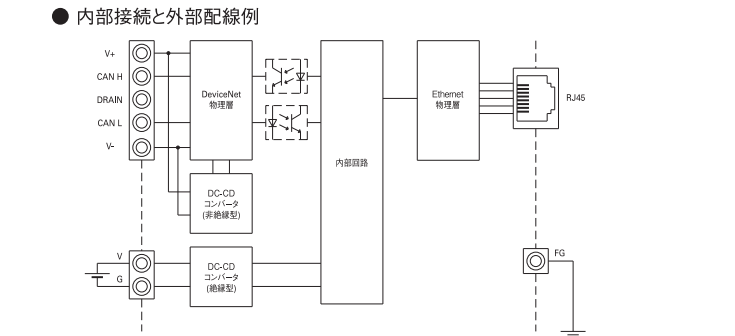 ● 内部接続と外部配線例
V+
CAN H
DRAIN
CAN L
V-
DeviceNet
物理層
DC-CD
コンバータ
(非絶縁型)
内部回路
Ethernet
物理層
RJ45
V
G
DC-CD
コンバータ
(絶縁型)
FG